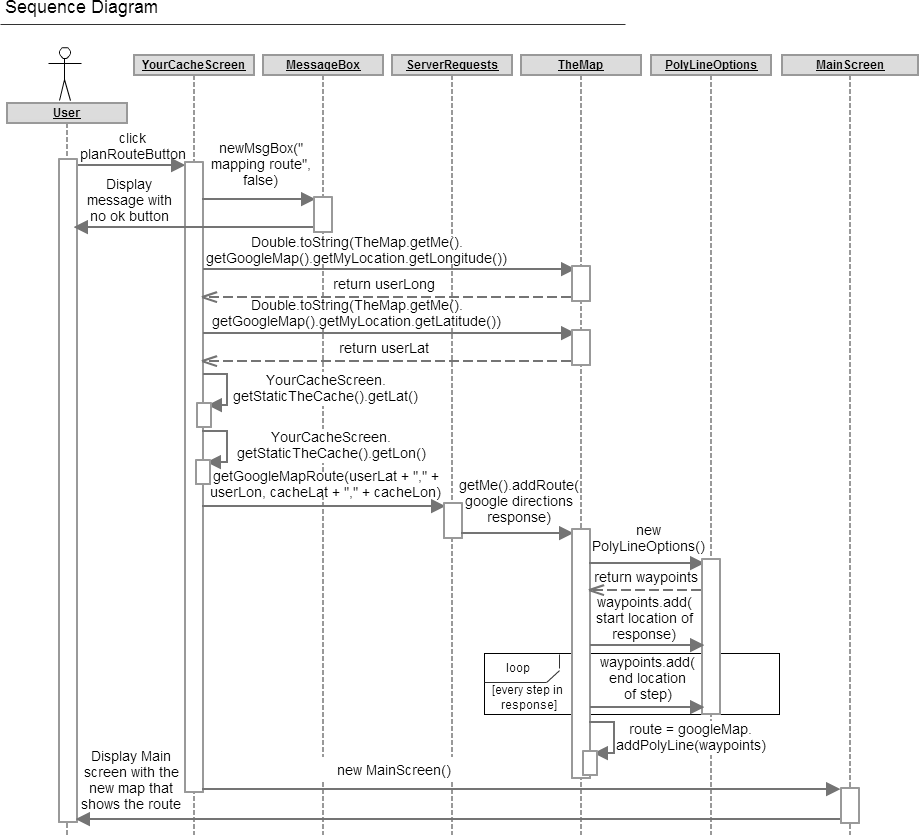 Sequence Diagram
YourCacheScreen
MessageBox
ServerRequests
TheMap
PolyLineOptions
MainScreen
User
click
planRouteButton
newMsgBox("
mapping route",
false)
Display
message with
no ok button
Double.toString(TheMap.getMe().
getGoogleMap().getMyLocation.getLongitude())
return userLong
Double.toString(TheMap.getMe().
getGoogleMap().getMyLocation.getLatitude())
return userLat
YourCacheScreen.
getStaticTheCache().getLat()
YourCacheScreen.
getStaticTheCache().getLon()
getGoogleMapRoute(userLat + "," +
userLon, cacheLat + "," + cacheLon)
getMe().addRoute(
google directions
response)
new
PolyLineOptions()
return waypoints
waypoints.add(
start location of
response)
loop
[every step in
response]
waypoints.add(
end location
of step)
route = googleMap.
addPolyLine(waypoints)
new MainScreen()
Display Main
screen with the
new map that
shows the route